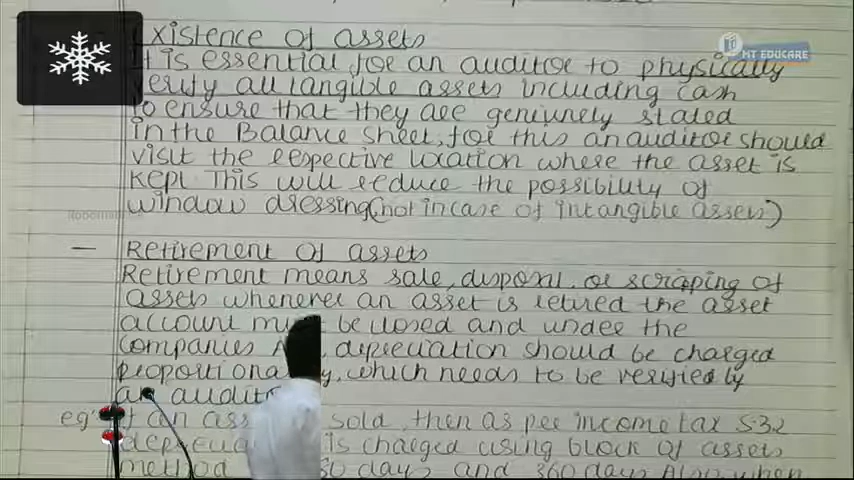 Existence of assets
MT EDUCARE
It is essential for an auditor to physically
verify all tangible assets including cash
to ensure that they are genuinely stated
in the Balance sheet, for this an auditor should
visit the respective location where the asset is
kept. This will reduce the possibility of
window dressing (not in case of intangible assets)
— Retirement of assets
Retirement means sale, disposal, or scraping of
assets whenever an asset is retired the asset
account must be closed and under the
companies depreciation should be charged
proportionally, which needs to be verified by
an audit
eg's If an ass sold, then as per income tax S32
is charged using block of assets
method days and 360 days Also, when